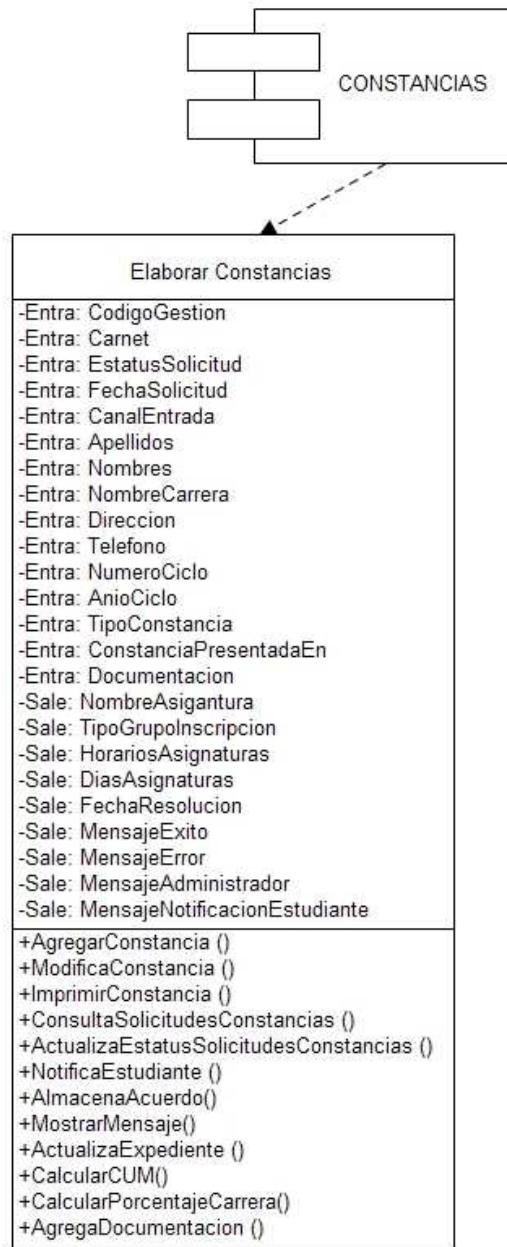 CONSTANCIAS
Elaborar Constancias
-Entra: CodigoGestion
-Entra: Carnet
-Entra: EstatusSolicitud
-Entra: FechaSolicitud
-Entra: CanalEntrada
-Entra: Apellidos
-Entra: Nombres
-Entra: NombreCarrera
-Entra: Direccion
-Entra: Telefono
-Entra: NumeroCiclo
-Entra: AnioCiclo
-Entra: TipoConstancia
-Entra: ConstanciaPresentadaEn
-Entra: Documentacion
-Sale: NombreAsigantura
-Sale: TipoGrupoInscripcion
-Sale: HorariosAsignaturas
-Sale: DiasAsignaturas
-Sale: FechaResolucion
-Sale: MensajeExito
-Sale: MensajeError
-Sale: MensajeAdministrador
-Sale: MensajeNotificacionEstudiante
+AgregarConstancia ()
+ModificaConstancia ()
+ImprimirConstancia ()
+ConsultaSolicitudesConstancias ()
+ActualizaEstatusSolicitudesConstancias ()
+NotificaEstudiante ()
+AlmacenaAcuerdo()
+MostrarMensaje()
+ActualizaExpediente ()
+CalcularCUM()
+CalcularPorcentajeCarrera()
+AgregaDocumentacion ()